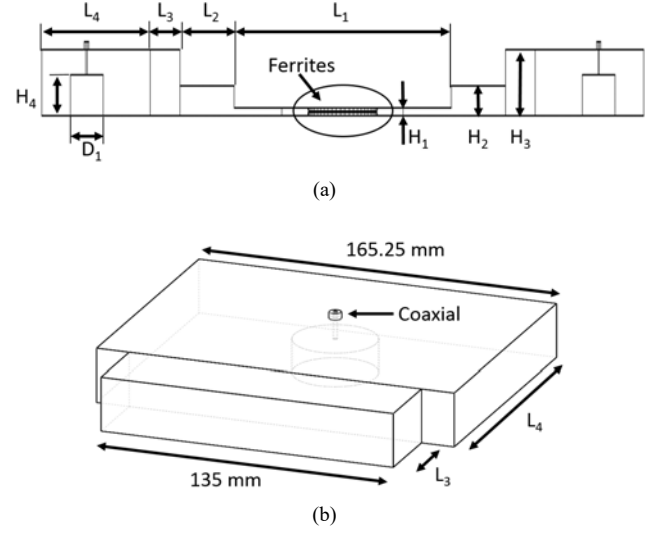 L4 L3 L2 L1
Ferrites
H4
D1
H1
H2
H3
(a)
165.25 mm
Coaxial
L4
L3
135 mm
(b)